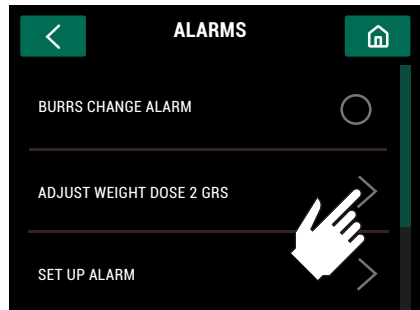 ALARMS
BURRS CHANGE ALARM
ADJUST WEIGHT DOSE 2 GRS
SET UP ALARM